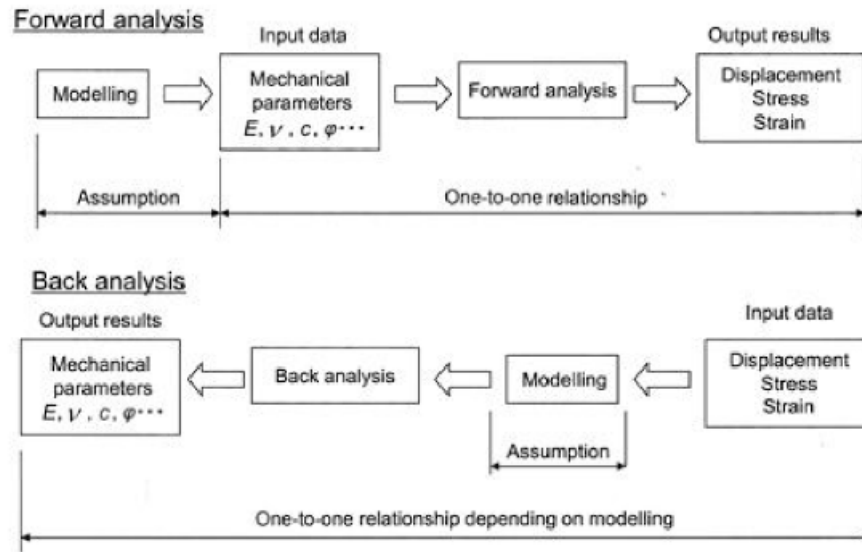 Forward analysis
Input data
Output results
Modelling
Mechanical
parameters
E, ν, c, φ···
Forward analysis
Displacement
Stress
Strain
Assumption
One-to-one relationship
Back analysis
Output results
Input data
Mechanical
parameters
E, ν, c, φ···
Back analysis
Modelling
Displacement
Stress
Strain
Assumption
One-to-one relationship depending on modelling